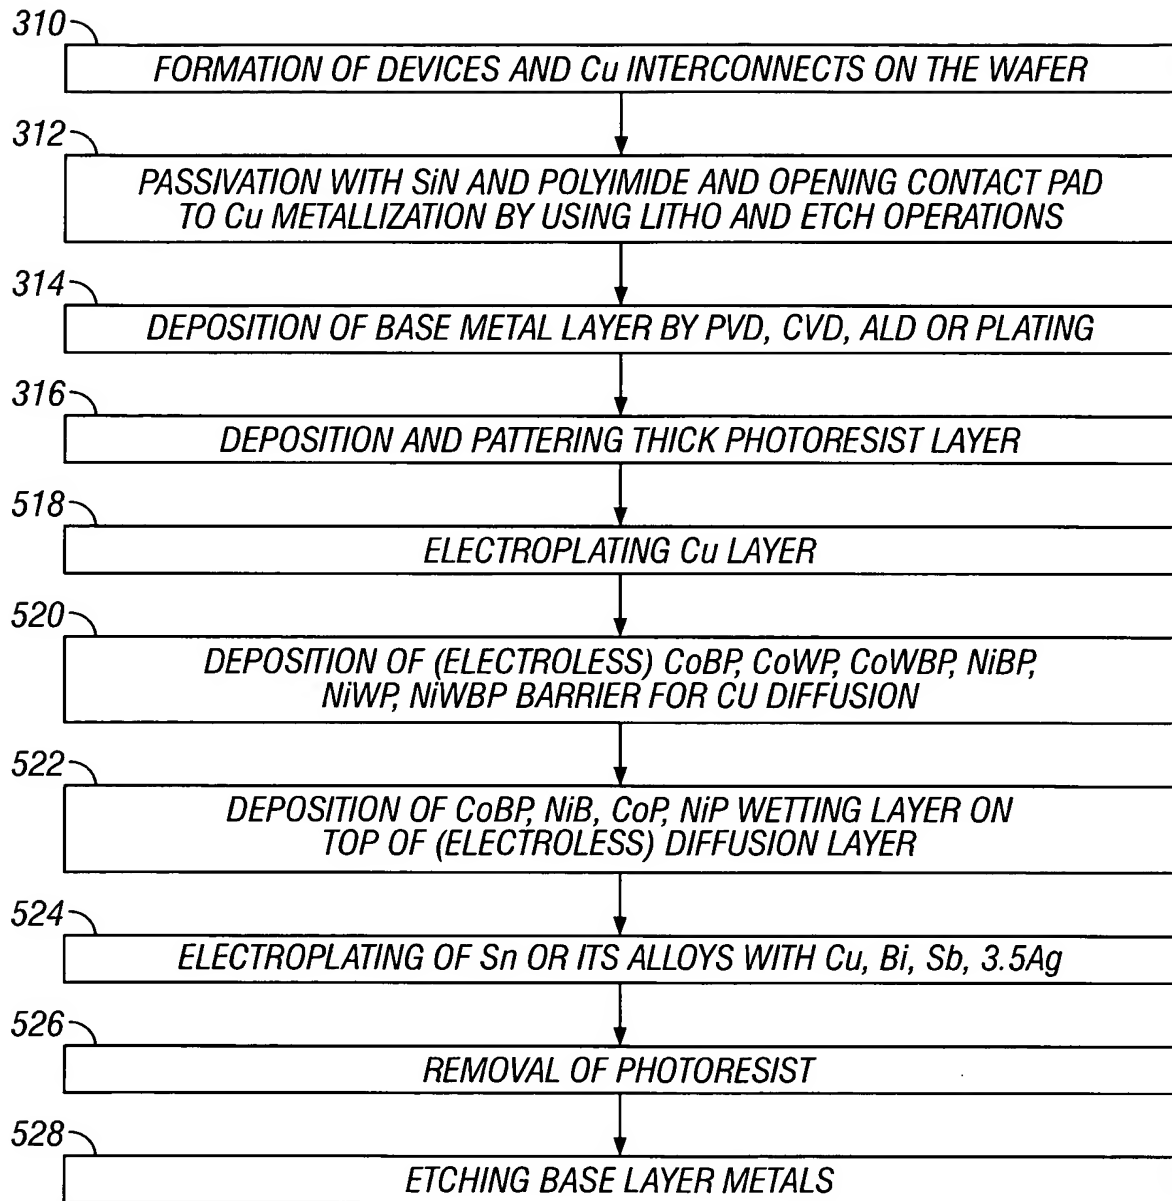 310
FORMATION OF DEVICES AND Cu INTERCONNECTS ON THE WAFER
312
PASSIVATION WITH SiN AND POLYIMIDE AND OPENING CONTACT PAD
TO Cu METALLIZATION BY USING LITHO AND ETCH OPERATIONS
314
DEPOSITION OF BASE METAL LAYER BY PVD, CVD, ALD OR PLATING
316
DEPOSITION AND PATTERING THICK PHOTORESIST LAYER
518
ELECTROPLATING Cu LAYER
520
DEPOSITION OF (ELECTROLESS) CoBP, CoWP, CoWBP, NiBP,
NiWP, NiWBP BARRIER FOR CU DIFFUSION
522
DEPOSITION OF CoBP, NiB, CoP, NiP WETTING LAYER ON
TOP OF (ELECTROLESS) DIFFUSION LAYER
524
ELECTROPLATING OF Sn OR ITS ALLOYS WITH Cu, Bi, Sb, 3.5Ag
526
REMOVAL OF PHOTORESIST
528
ETCHING BASE LAYER METALS